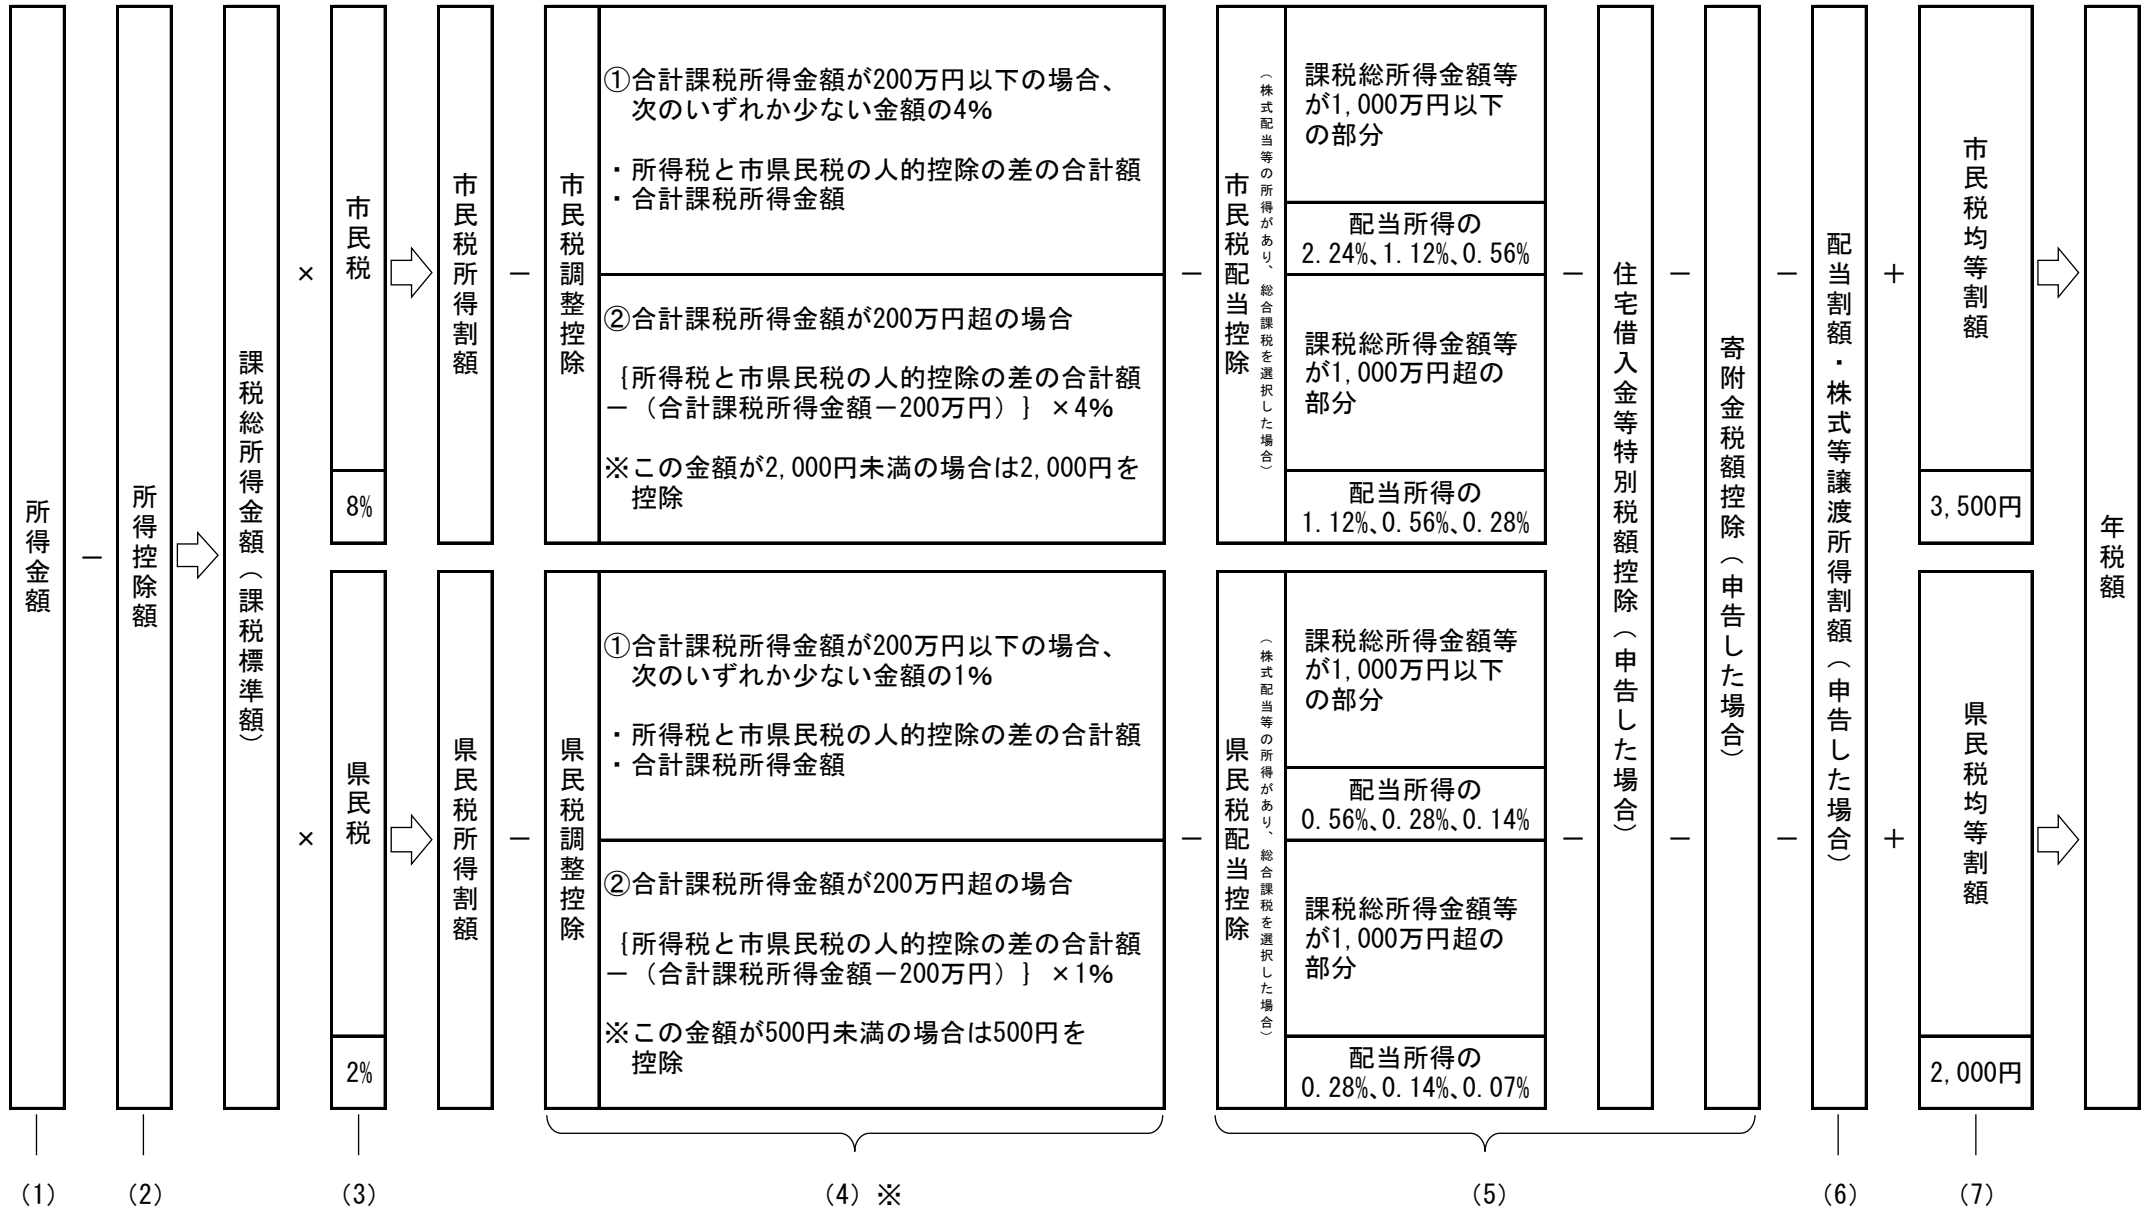 所得金額
－
所得控除額
課税総所得金額（課税標準額）
×
市民税
8%
市民税所得割額
－
市民税調整控除
①合計課税所得金額が200万円以下の場合、
次のいずれか少ない金額の4%
・所得税と市県民税の人的控除の差の合計額
・合計課税所得金額
②合計課税所得金額が200万円超の場合
｛所得税と市県民税の人的控除の差の合計額
－（合計課税所得金額－200万円）｝×4%
※この金額が2,000円未満の場合は2,000円を
控除
－
市民税配当控除
（株式配当等の所得があり、総合課税を選択した場合）
課税総所得金額等
が1,000万円以下
の部分
配当所得の
2.24%、1.12%、0.56%
課税総所得金額等
が1,000万円超の
部分
配当所得の
1.12%、0.56%、0.28%
－
住宅借入金等特別税額控除（申告した場合）
－
寄附金税額控除（申告した場合）
－
配当割額・株式等譲渡所得割額（申告した場合）
＋
市民税均等割額
3,500円
年税額
×
県民税
2%
県民税所得割額
－
県民税調整控除
①合計課税所得金額が200万円以下の場合、
次のいずれか少ない金額の1%
・所得税と市県民税の人的控除の差の合計額
・合計課税所得金額
②合計課税所得金額が200万円超の場合
｛所得税と市県民税の人的控除の差の合計額
－（合計課税所得金額－200万円）｝×1%
※この金額が500円未満の場合は500円を
控除
－
県民税配当控除
（株式配当等の所得があり、総合課税を選択した場合）
課税総所得金額等
が1,000万円以下
の部分
配当所得の
0.56%、0.28%、0.14%
課税総所得金額等
が1,000万円超の
部分
配当所得の
0.28%、0.14%、0.07%
－
－
－
＋
県民税均等割額
2,000円
(1)
(2)
(3)
(4)※
(5)
(6)
(7)